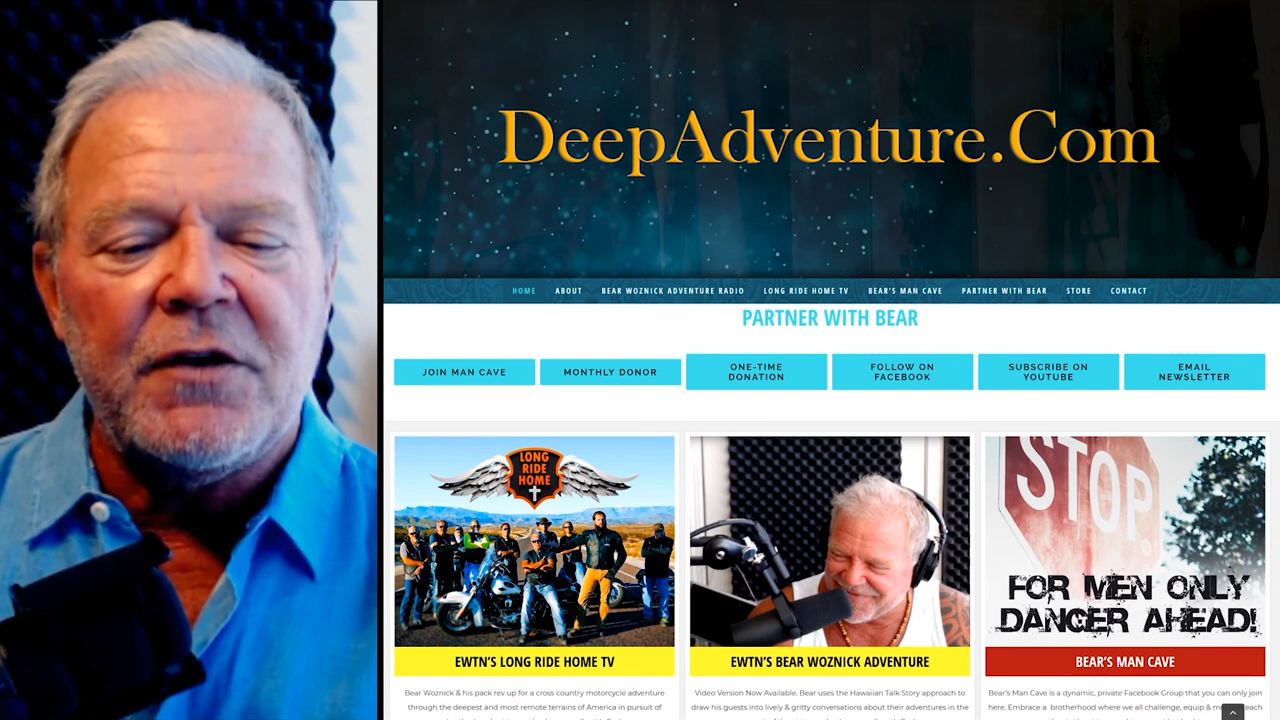 DeepAdventure.Com
HOME ABOUT BEAR WOZNICK ADVENTURE RADIO LONG RIDE HOME TV BEAR'S MAN CAVE PARTNER WITH BEAR STORE CONTACT
PARTNER WITH BEAR
JOIN MAN CAVE
MONTHLY DONOR
ONE-TIME
DONATION
FOLLOW ON
FACEBOOK
SUBSCRIBE ON
YOUTUBE
EMAIL
NEWSLETTER
LONG
RIDE
HOME
EWTN'S LONG RIDE HOME TV
Bear Woznick & his pack rev up for a cross country motorcycle adventure
through the deepest and most remote terrains of America in pursuit of
EWTN'S BEAR WOZNICK ADVENTURE
Video Version Now Available. Bear uses the Hawaiian Talk Story approach to
draw his guests into lively & gritty conversations about their adventures in the
STOP
FOR MEN ONLY
DANGER AHEAD!
BEAR'S MAN CAVE
Bear's Man Cave is a dynamic, private Facebook Group that you can only join
here. Embrace a brotherhood where we all challenge, equip &